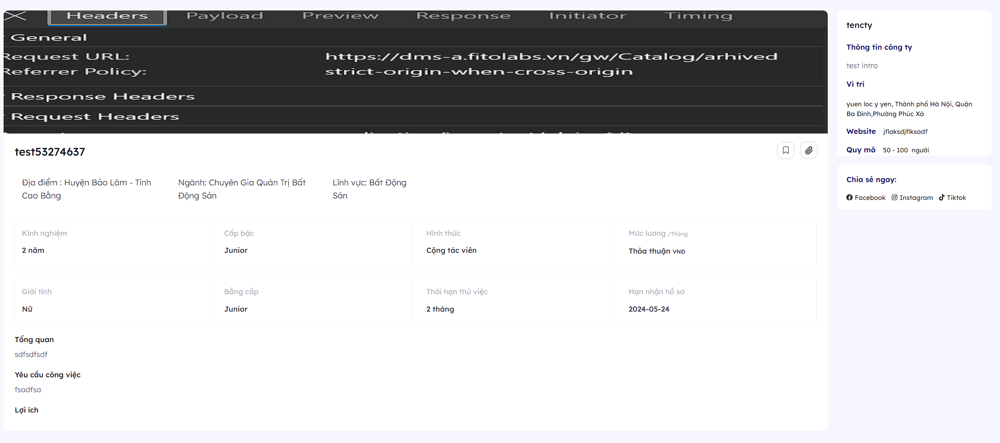 Headers Payload Preview Response Initiator Timing
General
Request URL: https://dms-a.fitolabs.vn/gw/Catalog/arhived
Referrer Policy: strict-origin-when-cross-origin
Response Headers
Request Headers
test53274637
Địa điểm : Huyện Bảo Lâm - Tỉnh
Cao Bằng
Ngành: Chuyên Gia Quản Trị Bất
Động Sản
Lĩnh vực: Bất Động
Sản
Kinh nghiệm
2 năm
Cấp bậc
Junior
Hình thức
Cộng tác viên
Mức lương /Tháng
Thỏa thuận VNĐ
Giới tính
Nữ
Bằng cấp
Junior
Thời hạn thử việc
2 tháng
Hạn nhận hồ sơ
2024-05-24
Tổng quan
sdfsdfsdf
Yêu cầu công việc
fsadfsa
Lợi ích
tencty
Thông tin công ty
test intro
Vi trí
yuen loc y yen, Thành phố Hà Nội, Quận
Ba Đình,Phường Phúc Xá
Website jflaksdjflksadf
Quy mô 50 - 100 người
Chia sẻ ngay:
Facebook Instagram Tiktok